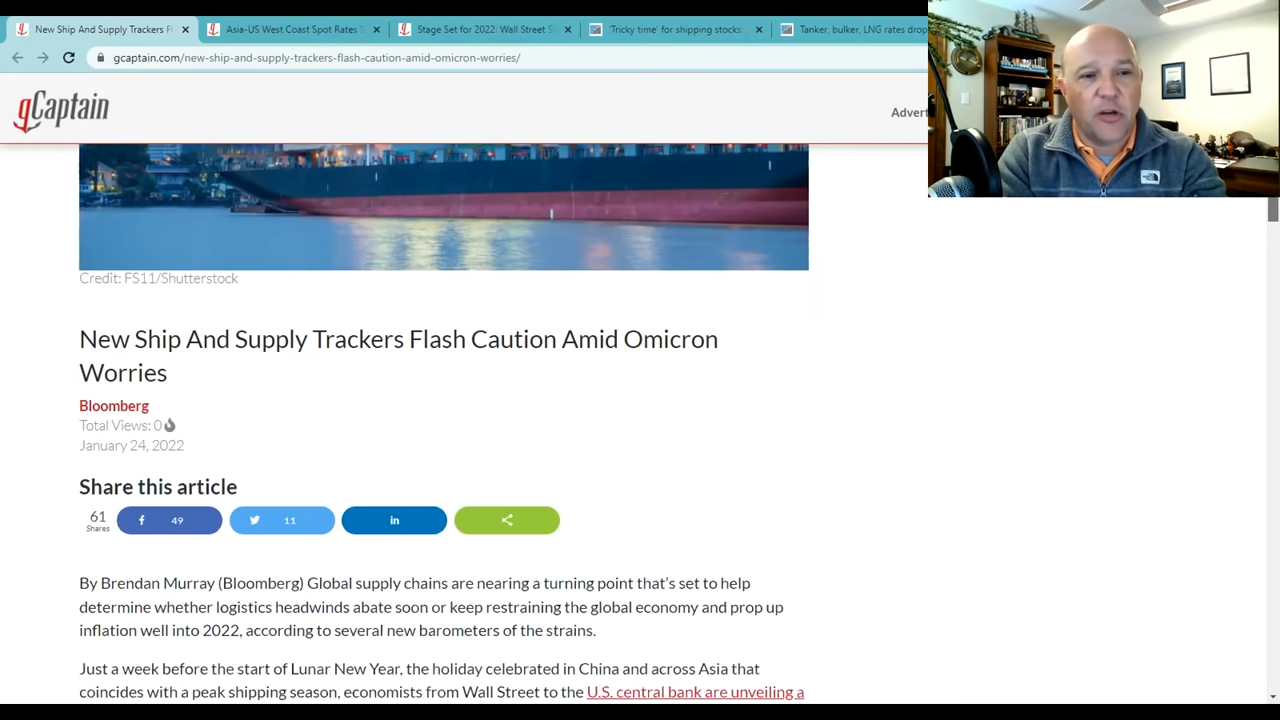 New Ship And Supply Trackers Fl
Asia-US West Coast Spot Rates
Stage Set for 2022: Wall Street S
'Tricky time' for shipping stocks:
Tanker, bulker, LNG rates drop
gcaptain.com/new-ship-and-supply-trackers-flash-caution-amid-omicron-worries/
gCaptain
Advert
Credit: FS11/Shutterstock
New Ship And Supply Trackers Flash Caution Amid Omicron
Worries
Bloomberg
Total Views: 0
January 24, 2022
Share this article
61
Shares
49
11
in
By Brendan Murray (Bloomberg) Global supply chains are nearing a turning point that's set to help
determine whether logistics headwinds abate soon or keep restraining the global economy and prop up
inflation well into 2022, according to several new barometers of the strains.
Just a week before the start of Lunar New Year, the holiday celebrated in China and across Asia that
coincides with a peak shipping season, economists from Wall Street to the U.S. central bank are unveiling a